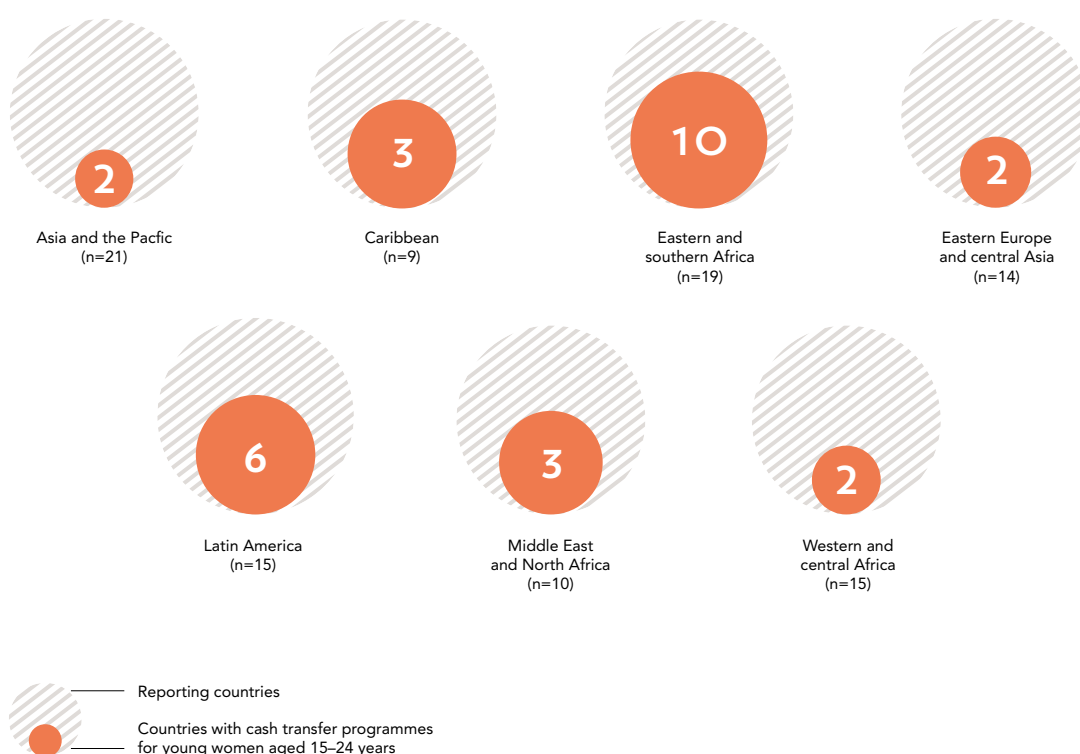 2
3
10
2
Asia and the Pacfic
(n=21)
Caribbean
(n=9)
Eastern and
southern Africa
(n=19)
Eastern Europe
and central Asia
(n=14)
6
3
2
Latin America
(n=15)
Middle East
and North Africa
(n=10)
Western and
central Africa
(n=15)
Reporting countries
Countries with cash transfer programmes
for young women aged 15–24 years